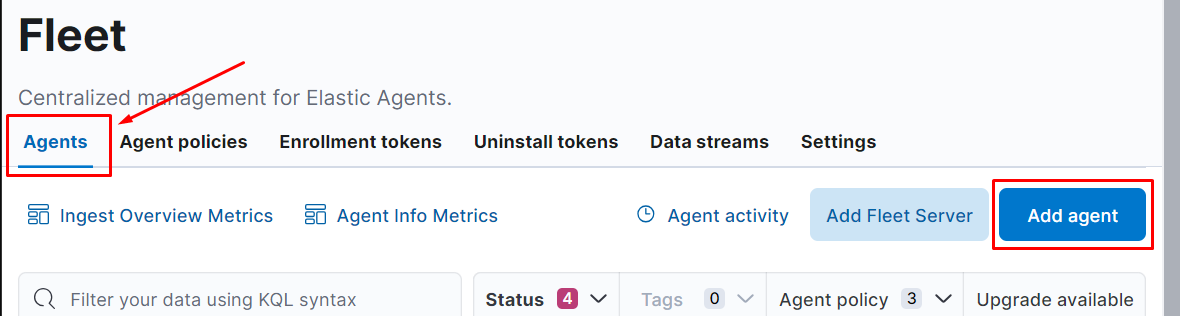 Fleet
Centralized management for Elastic Agents.
Agents Agent policies Enrollment tokens Uninstall tokens Data streams Settings
Ingest Overview Metrics Agent Info Metrics Agent activity Add Fleet Server Add agent
Filter your data using KQL syntax Status 4 Tags 0 Agent policy 3 Upgrade available